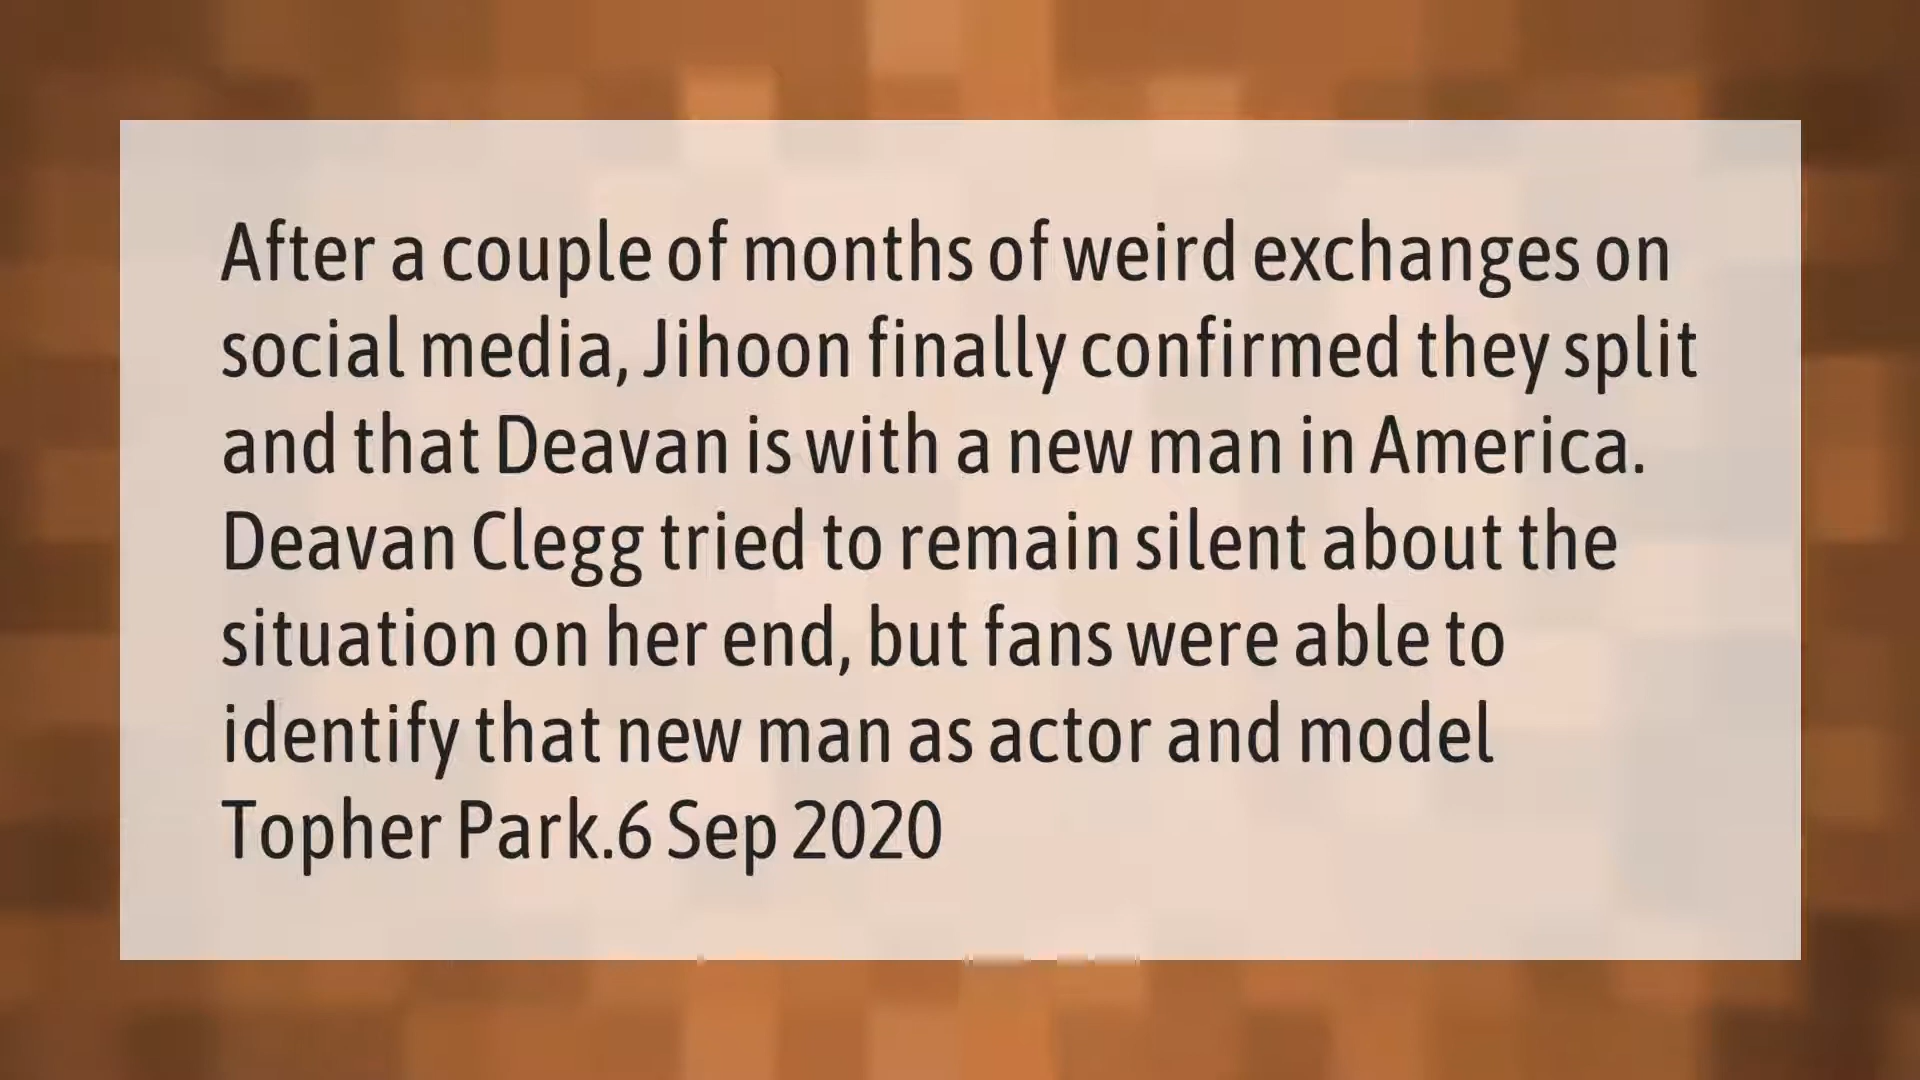 After a couple of months of weird exchanges on
social media, Jihoon finally confirmed they split
and that Deavan is with a new man in America.
Deavan Clegg tried to remain silent about the
situation on her end, but fans were able to
identify that new man as actor and model
Topher Park.6 Sep 2020